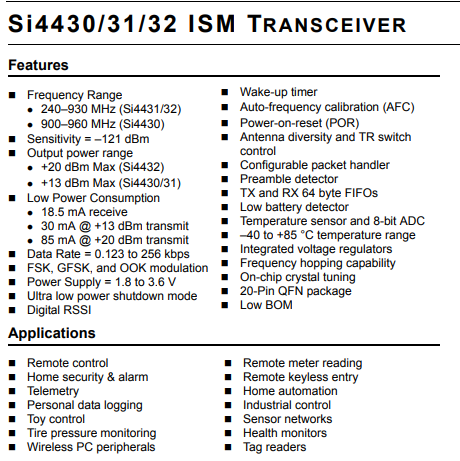 Si4430/31/32 ISM TRANSCEIVER
Features
■ Frequency Range
• 240–930 MHz (Si4431/32)
• 900–960 MHz (Si4430)
■ Sensitivity = –121 dBm
■ Output power range
• +20 dBm Max (Si4432)
• +13 dBm Max (Si4430/31)
■ Low Power Consumption
• 18.5 mA receive
• 30 mA @ +13 dBm transmit
• 85 mA @ +20 dBm transmit
■ Data Rate = 0.123 to 256 kbps
■ FSK, GFSK, and OOK modulation
■ Power Supply = 1.8 to 3.6 V
■ Ultra low power shutdown mode
■ Digital RSSI
■ Wake-up timer
■ Auto-frequency calibration (AFC)
■ Power-on-reset (POR)
■ Antenna diversity and TR switch
control
■ Configurable packet handler
■ Preamble detector
■ TX and RX 64 byte FIFOs
■ Low battery detector
■ Temperature sensor and 8-bit ADC
■ –40 to +85 °C temperature range
■ Integrated voltage regulators
■ Frequency hopping capability
■ On-chip crystal tuning
■ 20-Pin QFN package
■ Low BOM
Applications
■ Remote control
■ Home security & alarm
■ Telemetry
■ Personal data logging
■ Toy control
■ Tire pressure monitoring
■ Wireless PC peripherals
■ Remote meter reading
■ Remote keyless entry
■ Home automation
■ Industrial control
■ Sensor networks
■ Health monitors
■ Tag readers